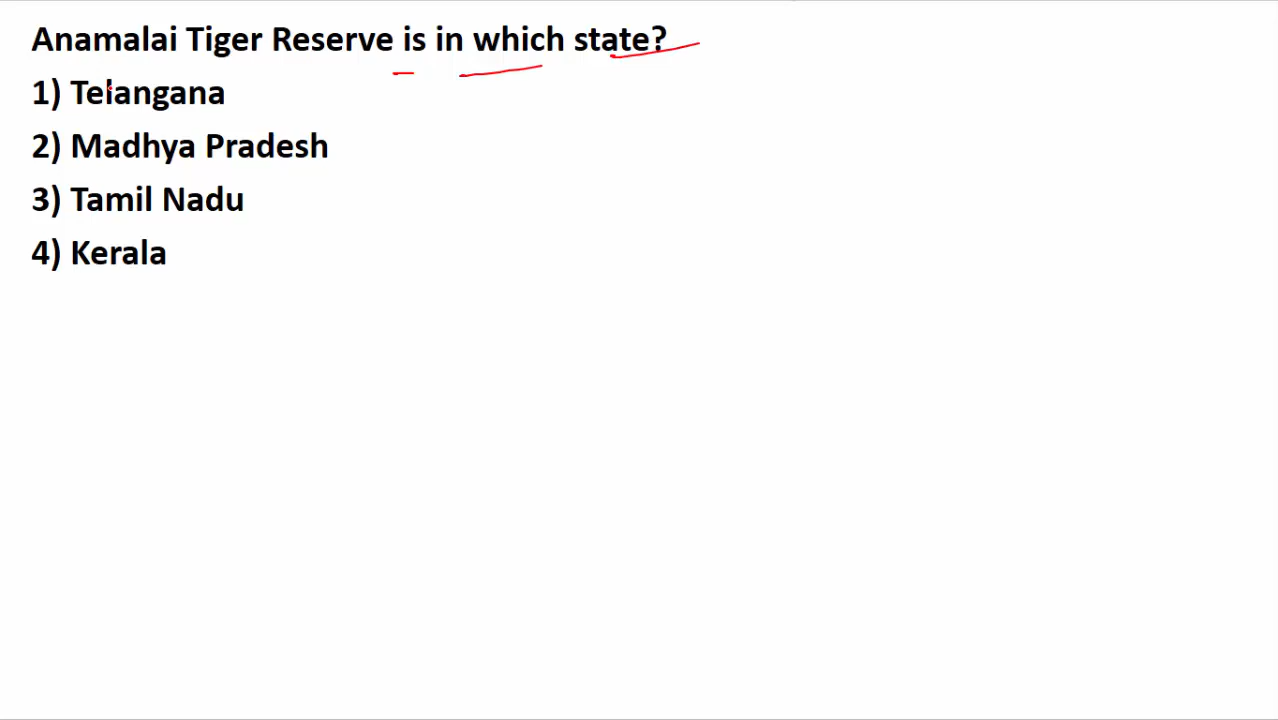 Anamalai Tiger Reserve is in which state?
1) Telangana
2) Madhya Pradesh
3) Tamil Nadu
4) Kerala